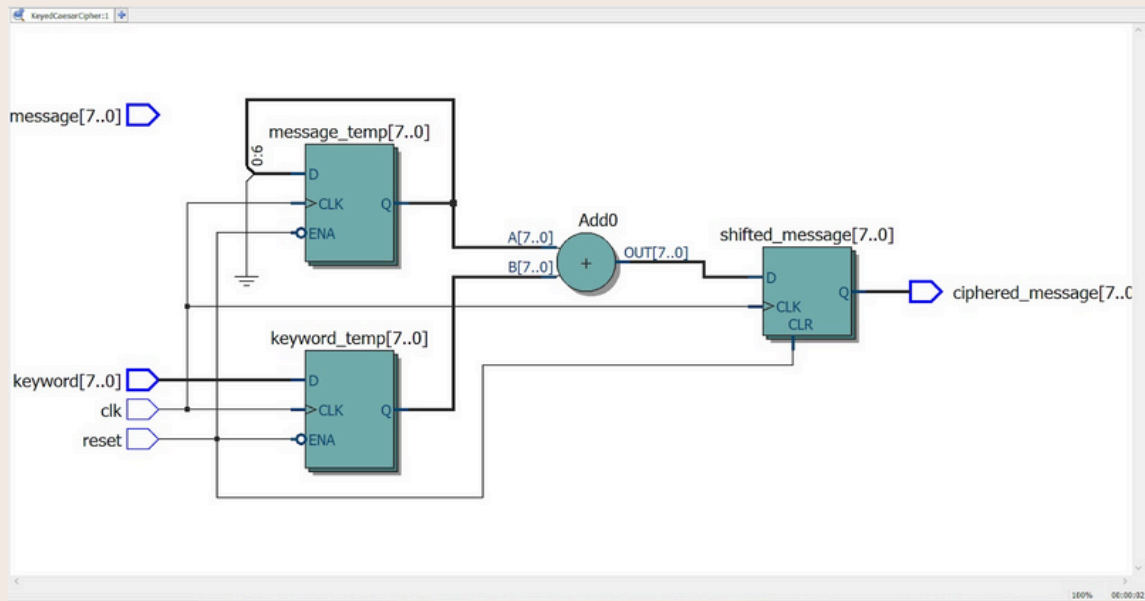 KeyedCaesarCipher:1
message[7..0]
message_temp[7..0]
0:6
D
CLK
Q
ENA
Add0
A[7..0]
B[7..0]
+
OUT[7..0]
shifted_message[7..0]
D
CLK
CLR
Q
ciphered_message[7..0
keyword_temp[7..0]
keyword[7..0]
D
clk
CLK
Q
reset
ENA
100% 00:00:02